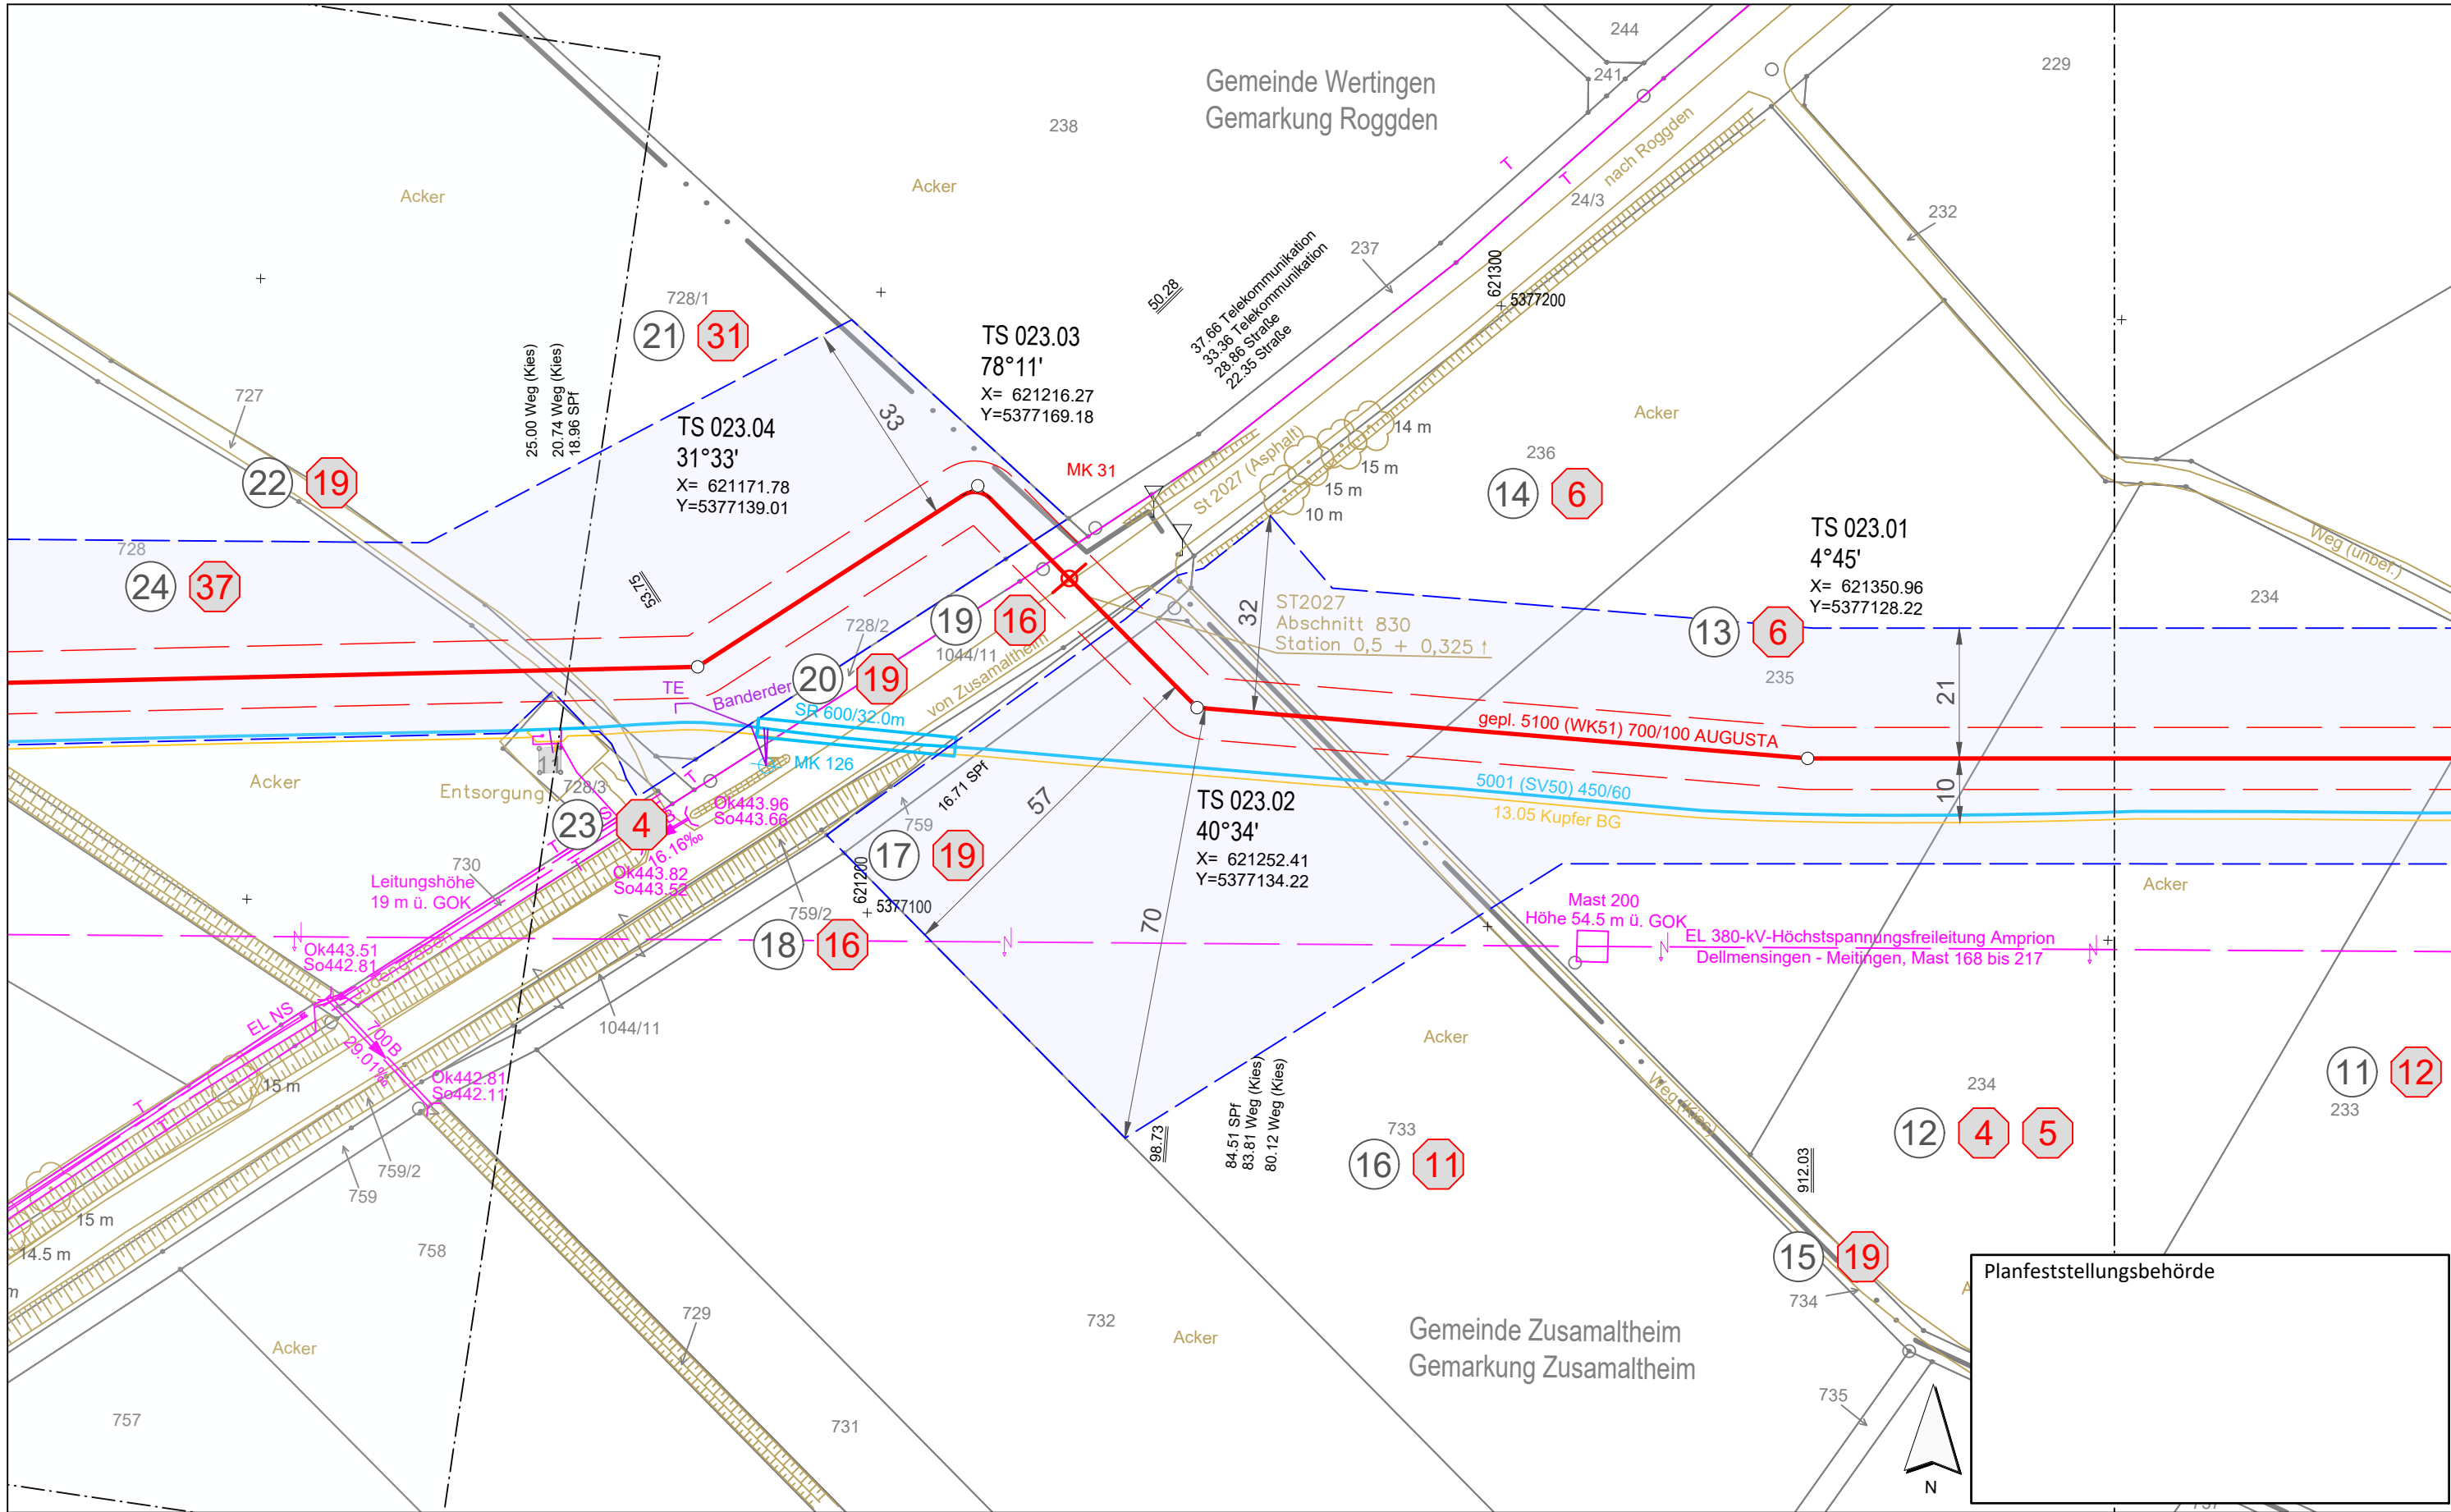 244
241
229
Gemeinde Wertingen
Gemarkung Roggden
238
Acker
Acker
nach Roggden
24/3
232
T
T
237
37.66 Telekommunikation
33.36 Telekommunikation
28.86 Straße
22.35 Straße
50.28
621300
5377200
728/1
21
31
TS 023.03
78°11'
X= 621216.27
Y=5377169.18
33
25.00 Weg (Kies)
20.74 Weg (Kies)
18.96 SPf
727
TS 023.04
31°33'
X= 621171.78
Y=5377139.01
22
19
MK 31
St 2027 (Asphalt)
14 m
15 m
15 m
10 m
Acker
236
14
6
TS 023.01
4°45'
X= 621350.96
Y=5377128.22
Weg (unbef.)
234
728
24
37
53.75
19
16
728/2
1044/11
20
19
von Zusamaltheim
32
ST2027
Abschnitt 830
Station 0,5 + 0,325 ↑
13
6
235
21
10
TE
Banderder
SR 600/32.0m
MK 126
gepl. 5100 (WK51) 700/100 AUGUSTA
5001 (SV50) 450/60
13.05 Kupfer BG
Acker
Entsorgung
11
728/3
23
4
T
T
T
Ok443.96
So443.66
16.16‰
Ok443.82
So443.52
16.71 SPf
759
17
19
57
70
TS 023.02
40°34'
X= 621252.41
Y=5377134.22
730
Leitungshöhe
19 m ü. GOK
621200
5377100
759/2
18
16
Ok443.51
So442.81
Mast 200
Höhe 54.5 m ü. GOK
EL 380-kV-Höchstspannungsfreileitung Amprion
Dellmensingen - Meitingen, Mast 168 bis 217
Acker
EL NS
700B
29.01‰
1044/11
Ok442.81
So442.11
15 m
T
T
759/2
759
15 m
14.5 m
m
758
98.73
84.51 SPf
83.81 Weg (Kies)
80.12 Weg (Kies)
Acker
733
16
11
Weg (Kies)
912.03
234
12
4
5
11
12
233
15
19
734
Planfeststellungsbehörde
729
732
Acker
Acker
Gemeinde Zusamaltheim
Gemarkung Zusamaltheim
735
757
731
N